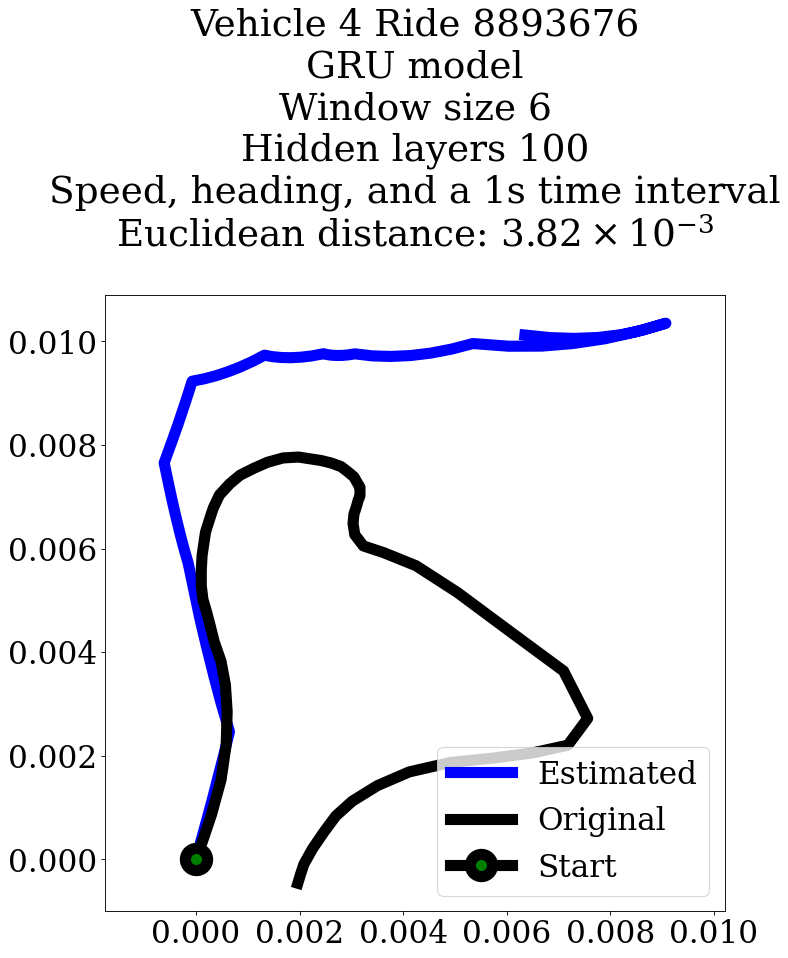 Vehicle 4 Ride 8893676
GRU model
Window size 6
Hidden layers 100
Speed, heading, and a 1s time interval
Euclidean distance: 3.82 × 10⁻³
0.010
0.008
0.006
0.004
0.002
0.000
Estimated
Original
Start
0.000 0.002 0.004 0.006 0.008 0.010